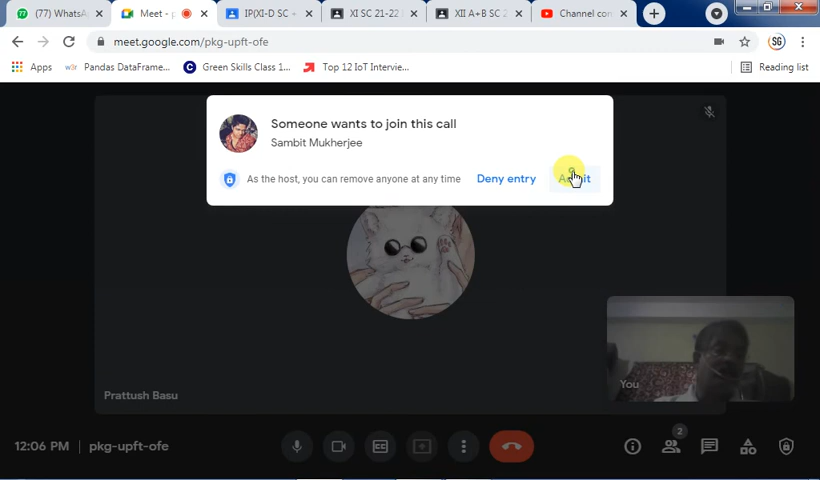 (77) WhatsA
Meet - p
IP(XI-D SC +
XI SC 21-22
XII A+B SC 2
Channel con
meet.google.com/pkg-upft-ofe
SG
Apps
w3r
Pandas DataFrame...
Green Skills Class 1...
Top 12 IoT Intervie...
Reading list
Someone wants to join this call
Sambit Mukherjee
As the host, you can remove anyone at any time
Deny entry
Admit
You
Prattush Basu
2
12:06 PM
pkg-upft-ofe